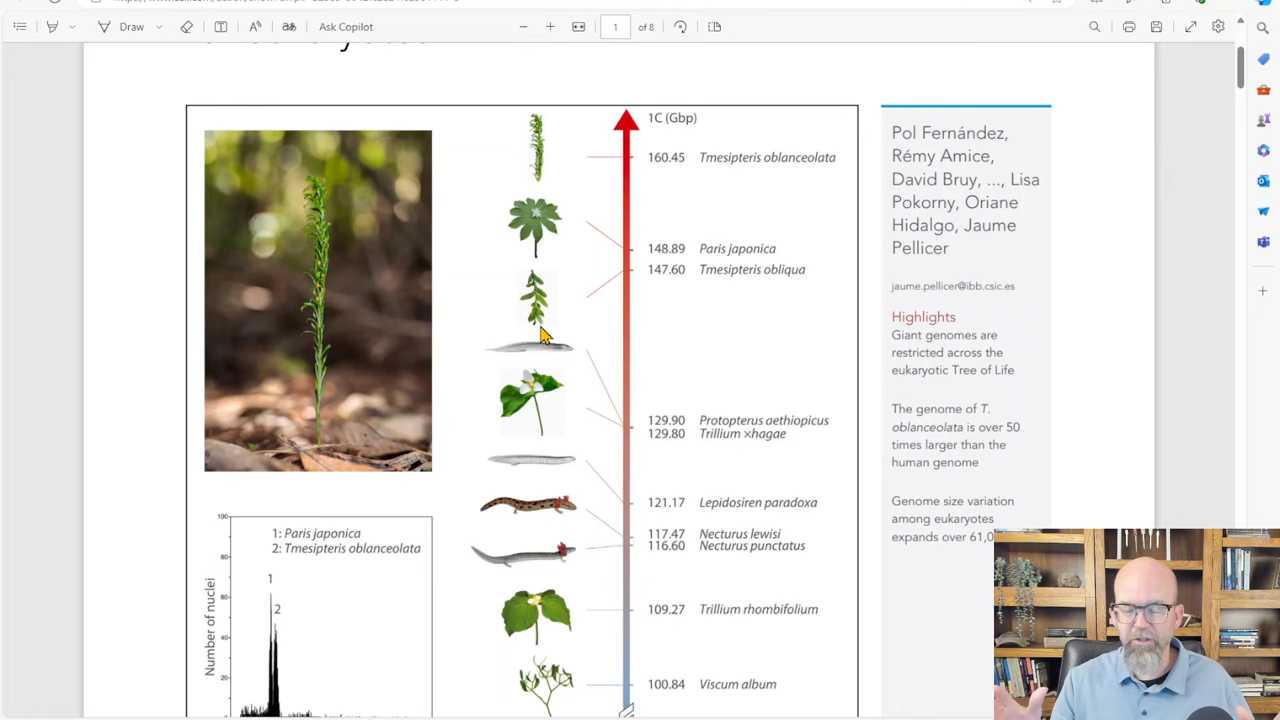 Draw
Ask Copilot
1
of 8
1C (Gbp)
160.45 Tmesipteris oblanceolata
148.89 Paris japonica
147.60 Tmesipteris obliqua
129.90 Protopterus aethiopicus
129.80 Trillium ×hagae
121.17 Lepidosiren paradoxa
117.47 Necturus lewisi
116.60 Necturus punctatus
109.27 Trillium rhombifolium
100.84 Viscum album
100
80
60
40
20
Number of nuclei
1: Paris japonica
2: Tmesipteris oblanceolata
1
2
Pol Fernández,
Rémy Amice,
David Bruy, ..., Lisa
Pokorny, Oriane
Hidalgo, Jaume
Pellicer
jaume.pellicer@ibb.csic.es
Highlights
Giant genomes are
restricted across the
eukaryotic Tree of Life
The genome of T.
oblanceolata is over 50
times larger than the
human genome
Genome size variation
among eukaryotes
expands over 61,0